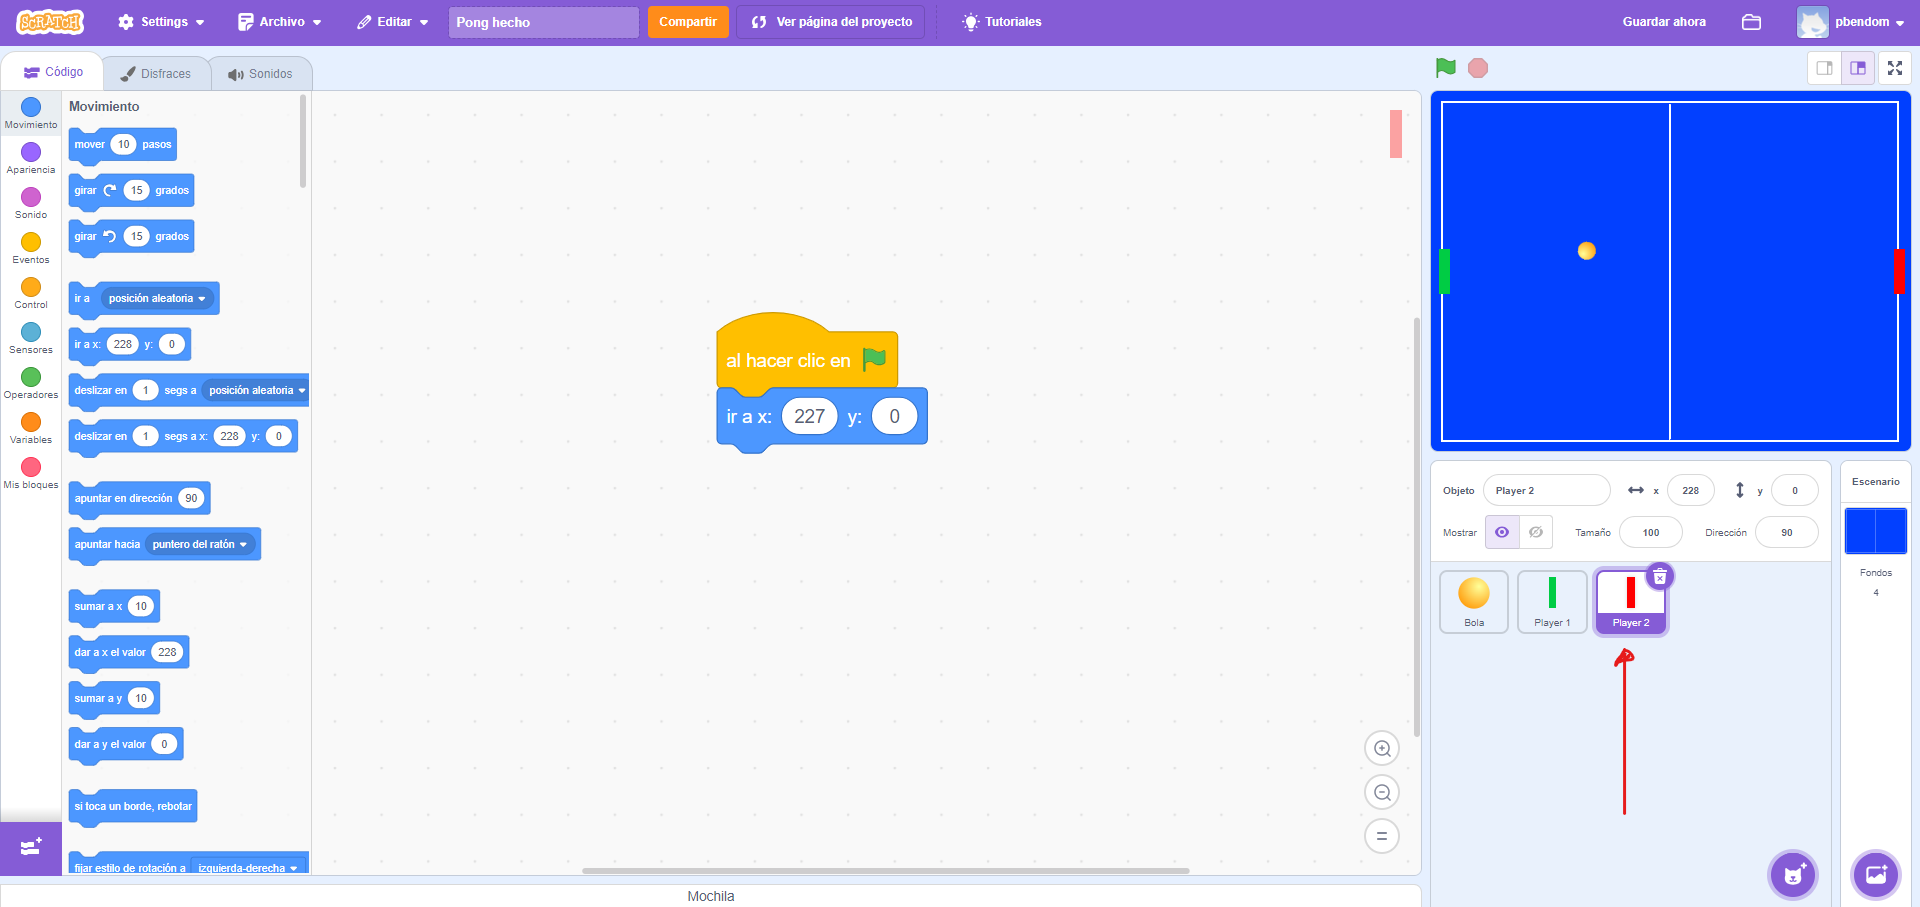 SCRATCH
Settings
Archivo
Editar
Pong hecho
Compartir
Ver página del proyecto
Tutoriales
Guardar ahora
pbendom
Código
Disfraces
Sonidos
Movimiento
Apariencia
Sonido
Eventos
Control
Sensores
Operadores
Variables
Mis bloques
Movimiento
mover 10 pasos
girar 15 grados
girar 15 grados
ir a posición aleatoria
ir a x: 228 y: 0
deslizar en 1 segs a posición aleatoria
deslizar en 1 segs a x: 228 y: 0
apuntar en dirección 90
apuntar hacia puntero del ratón
sumar a x 10
dar a x el valor 228
sumar a y 10
dar a y el valor 0
si toca un borde, rebotar
fijar estilo de rotación a izquierda-derecha
al hacer clic en
ir a x: 227 y: 0
Mochila
Objeto Player 2 x 228 y 0
Mostrar Tamaño 100 Dirección 90
Bola
Player 1
Player 2
Escenario
Fondos
4